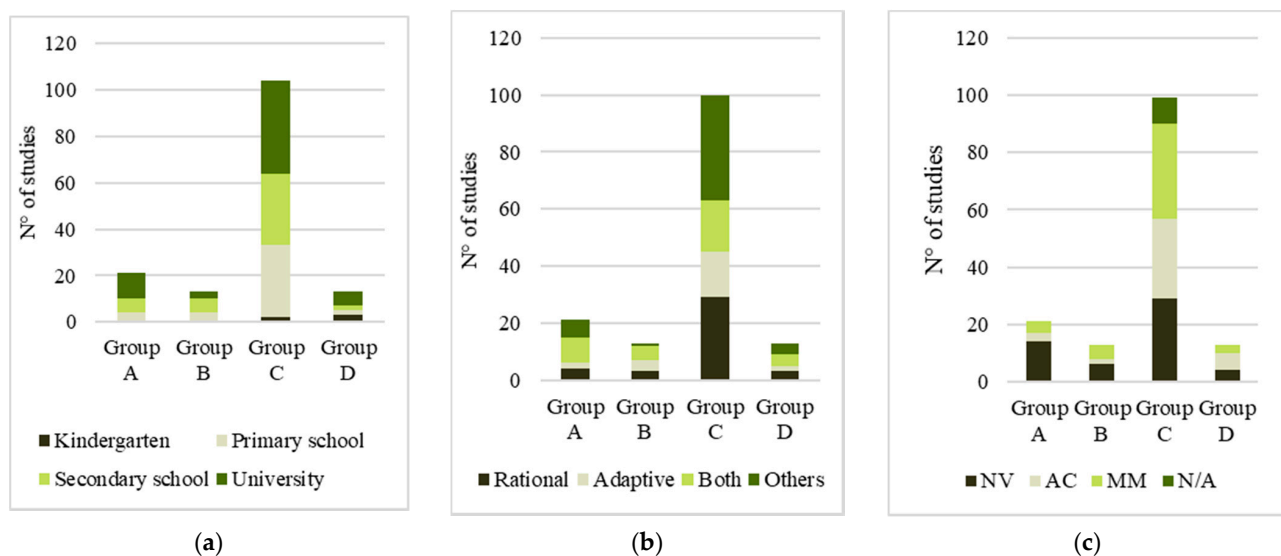 120
100
80
60
40
20
0
N° of studies
Group A
Group B
Group C
Group D
Kindergarten
Primary school
Secondary school
University
(a)
120
100
80
60
40
20
0
N° of studies
Group A
Group B
Group C
Group D
Rational
Adaptive
Both
Others
(b)
120
100
80
60
40
20
0
N° of studies
Group A
Group B
Group C
Group D
NV
AC
MM
N/A
(c)